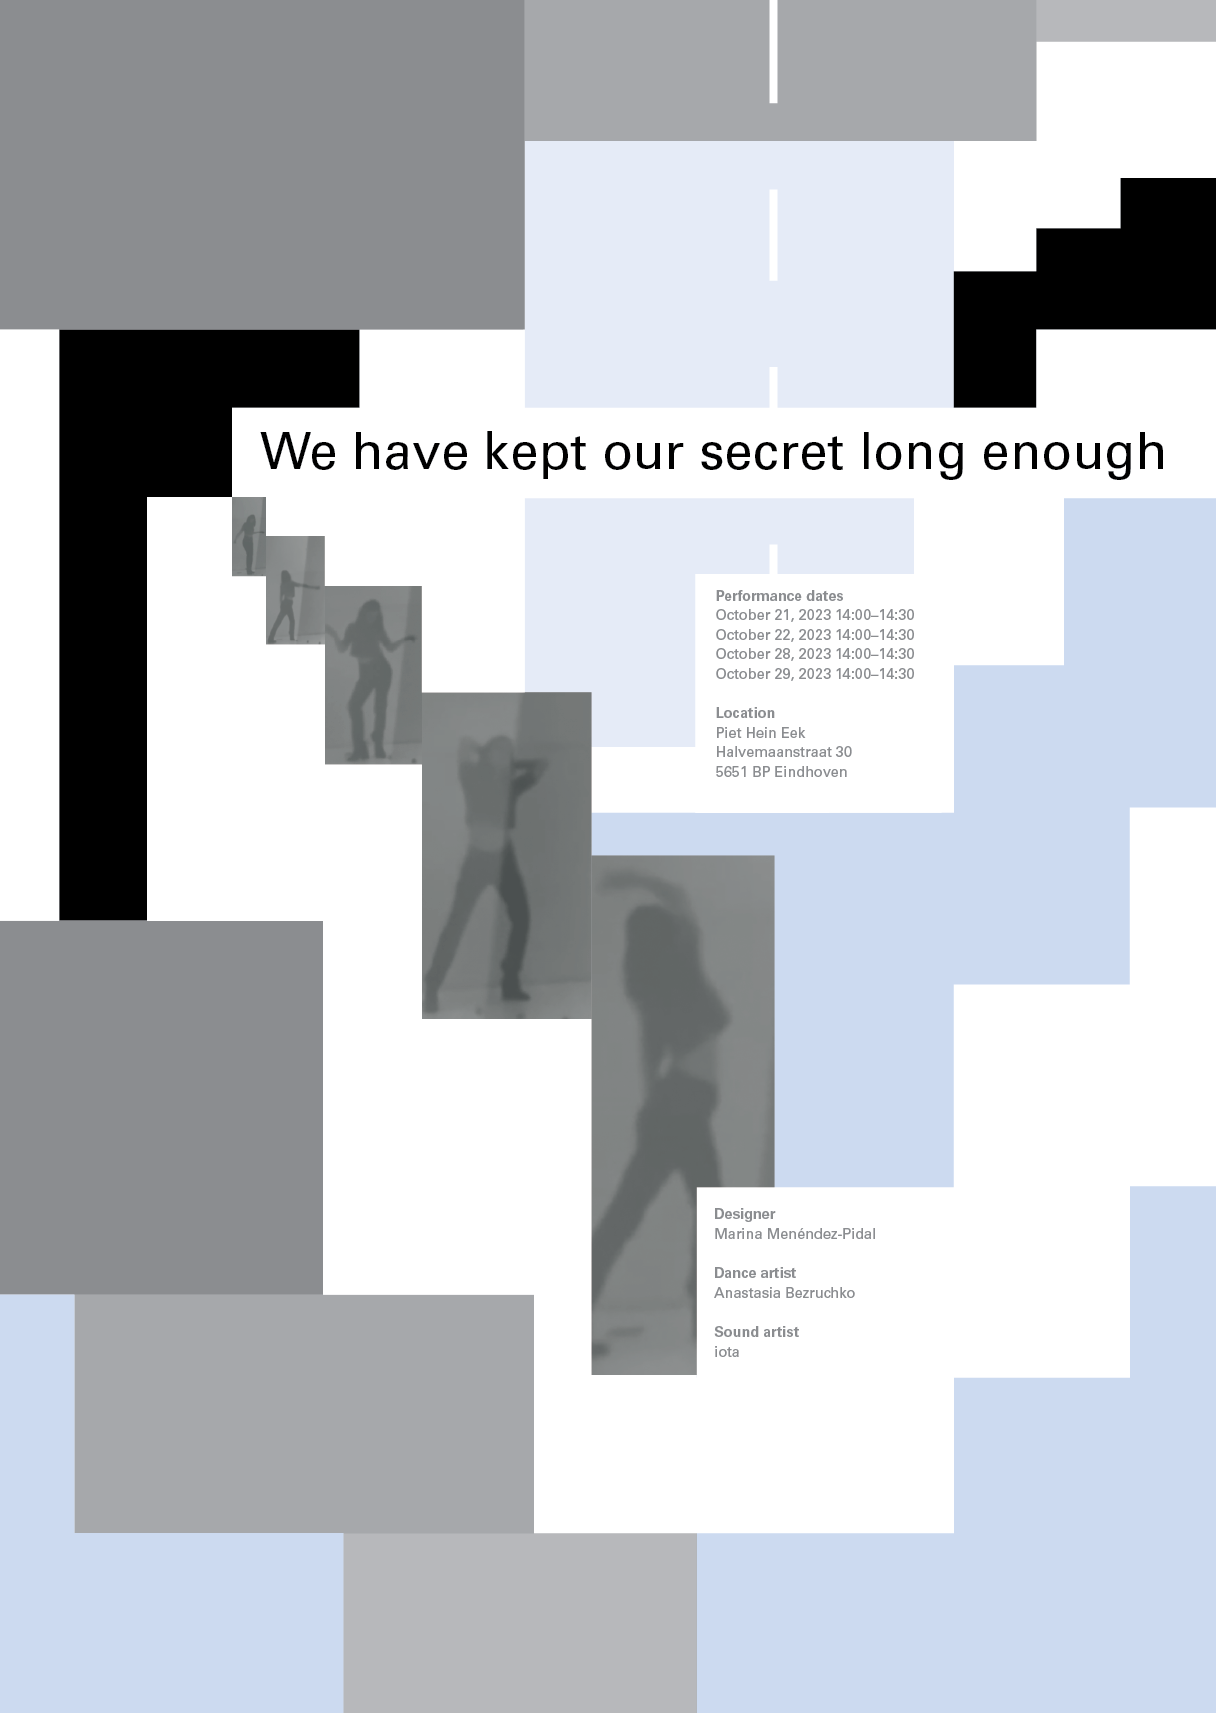 We have kept our secret long enough
Performance dates
October 21, 2023 14:00–14:30
October 22, 2023 14:00–14:30
October 28, 2023 14:00–14:30
October 29, 2023 14:00–14:30
Location
Piet Hein Eek
Halvemaanstraat 30
5651 BP Eindhoven
Designer
Marina Menéndez-Pidal
Dance artist
Anastasia Bezruchko
Sound artist
iota